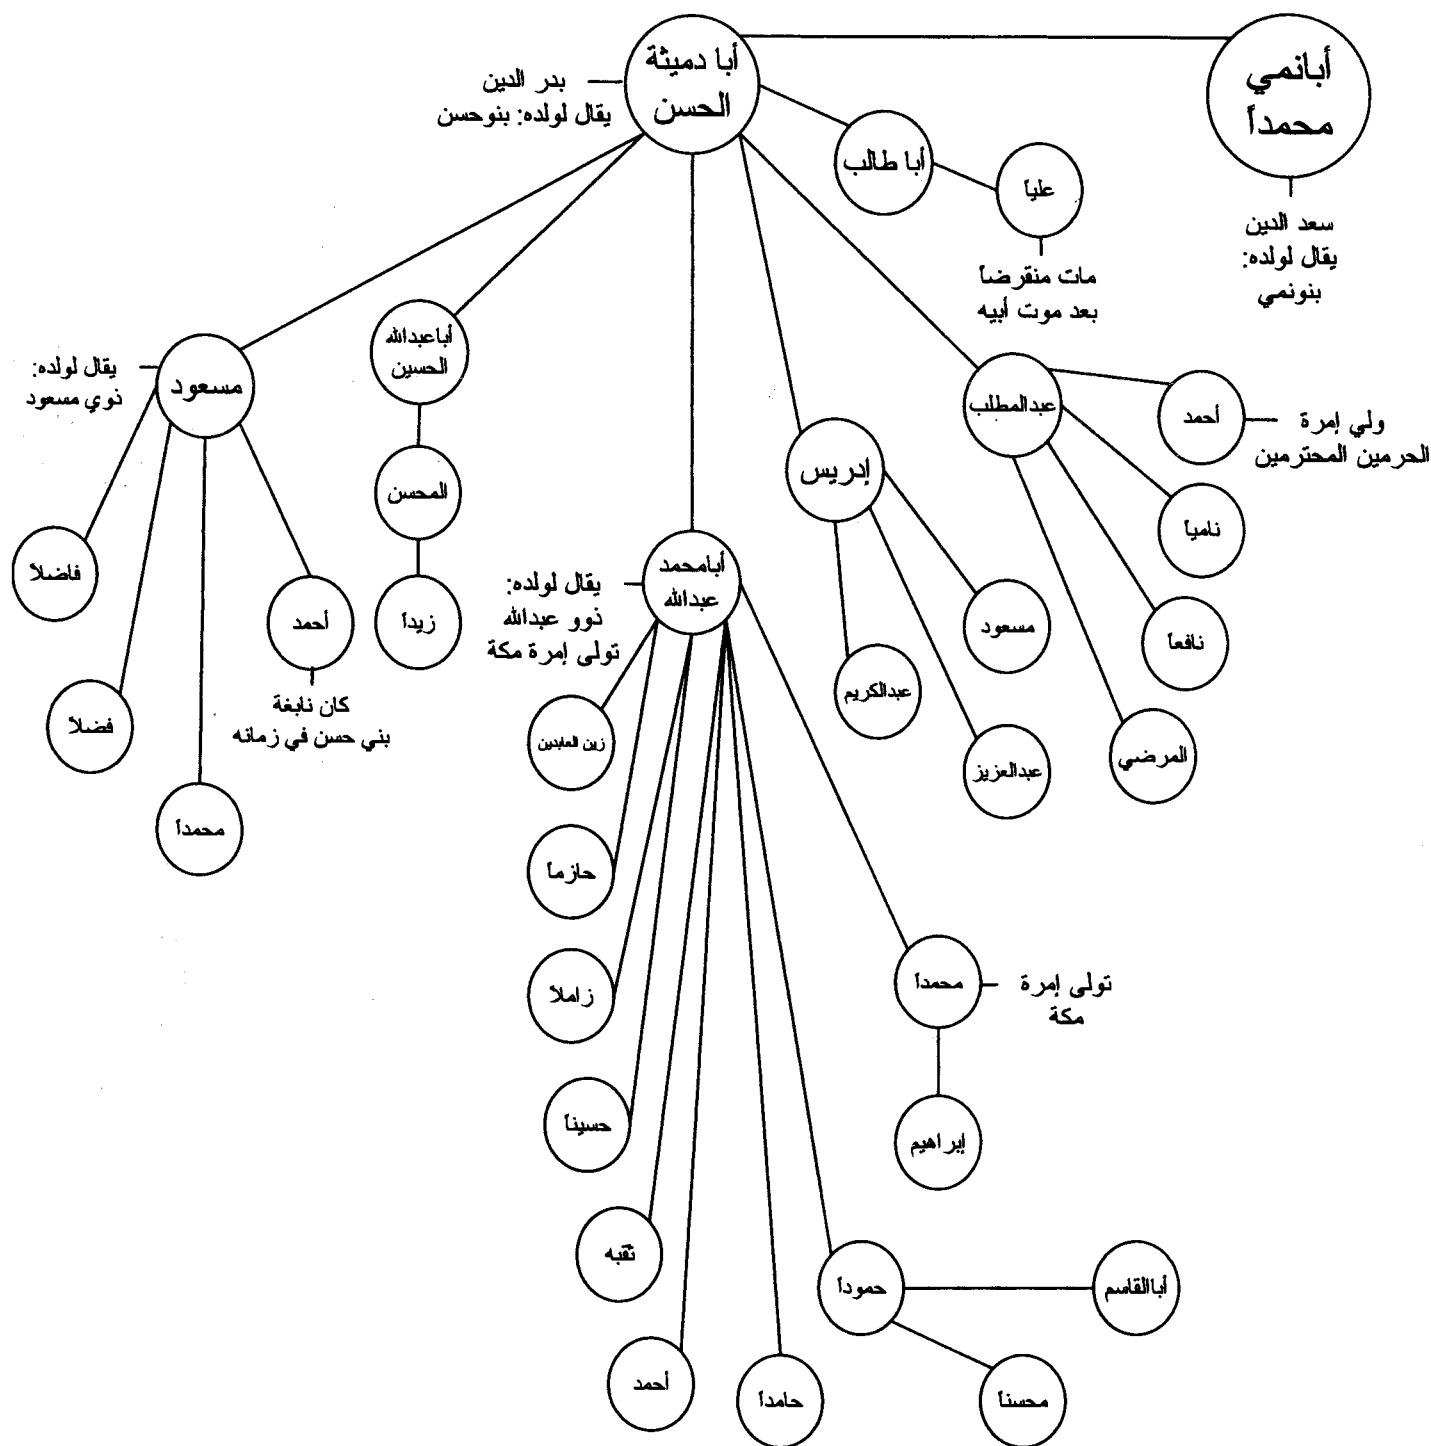 أبانمي
محمداً
سعد الدين
يقال لولده:
بنونمي
أبا دميثة
الحسن
بدر الدين
يقال لولده: بنوحسن
أبا طالب
علياً
مات منقرضاً
بعد موت أبيه
عبدالمطلب
أحمد
ولي إمرة
الحرمين المحترمين
نامياً
نافعاً
المرضي
إدريس
مسعود
عبدالعزيز
عبدالكريم
أبامحمد
عبدالله
يقال لولده:
ذوو عبدالله
تولى إمرة مكة
محمداً
تولى إمرة
مكة
إبراهيم
حموداً
أباالقاسم
محسناً
حامداً
أحمد
ثقبه
حسيناً
زاملاً
حازماً
زين العابدين
أباعبدالله
الحسين
المحسن
زيداً
مسعود
يقال لولده:
ذوي مسعود
أحمد
كان نابغة
بني حسن في زمانه
محمداً
فضلاً
فاضلاً